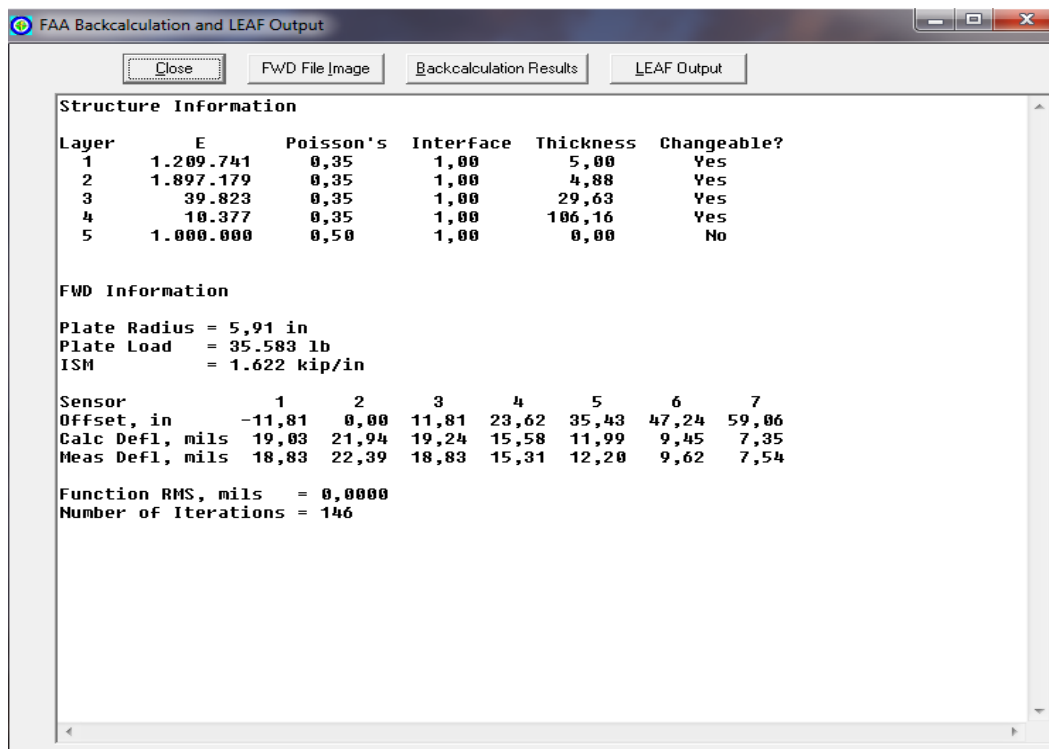 FAA Backcalculation and LEAF Output
Close FWD File Image Backcalculation Results LEAF Output
Structure Information
Layer E Poisson's Interface Thickness Changeable?
1 1.209.741 0,35 1,00 5,00 Yes
2 1.897.179 0,35 1,00 4,88 Yes
3 39.823 0,35 1,00 29,63 Yes
4 10.377 0,35 1,00 106,16 Yes
5 1.000.000 0,50 1,00 0,00 No
FWD Information
Plate Radius = 5,91 in
Plate Load = 35.583 lb
ISM = 1.622 kip/in
Sensor 1 2 3 4 5 6 7
Offset, in -11,81 0,00 11,81 23,62 35,43 47,24 59,06
Calc Defl, mils 19,03 21,94 19,24 15,58 11,99 9,45 7,35
Meas Defl, mils 18,83 22,39 18,83 15,31 12,20 9,62 7,54
Function RMS, mils = 0,0000
Number of Iterations = 146